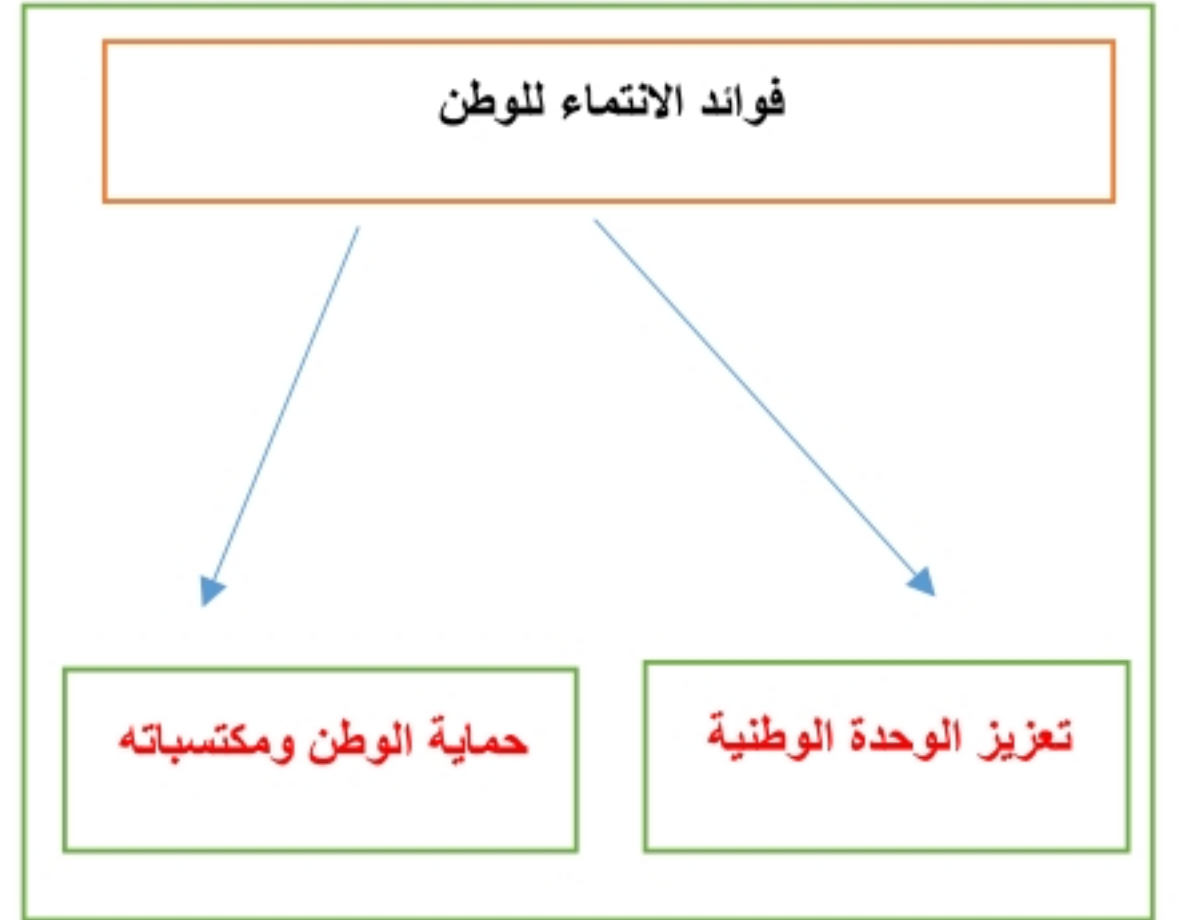 فوائد الانتماء للوطن
تعزيز الوحدة الوطنية
حماية الوطن ومكتسباته